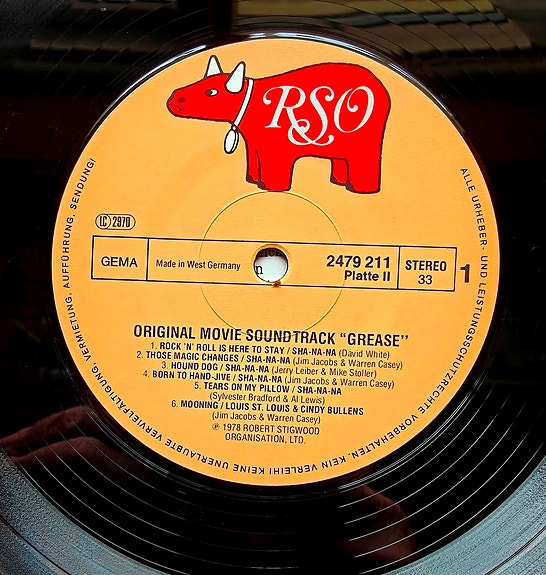 RSO
LC 2970
GEMA
Made in West Germany
2479 211
Platte II
STEREO
33
1
ORIGINAL MOVIE SOUNDTRACK “GREASE”
1. ROCK 'N' ROLL IS HERE TO STAY / SHA-NA-NA (David White)
2. THOSE MAGIC CHANGES / SHA-NA-NA (Jim Jacobs & Warren Casey)
3. HOUND DOG / SHA-NA-NA (Jerry Leiber & Mike Stoller)
4. BORN TO HAND-JIVE / SHA-NA-NA (Jim Jacobs & Warren Casey)
5. TEARS ON MY PILLOW / SHA-NA-NA
(Sylvester Bradford & Al Lewis)
6. MOONING / LOUIS ST. LOUIS & CINDY BULLENS
(Jim Jacobs & Warren Casey)
℗ 1978 ROBERT STIGWOOD
ORGANISATION, LTD.
ALLE URHEBER- UND LEISTUNGSSCHUTZRECHTE VORBEHALTEN. KEIN VERLEIH! KEINE UNERLAUBTE VERVIELFÄLTIGUNG, VERMIETUNG, AUFFÜHRUNG, SENDUNG!